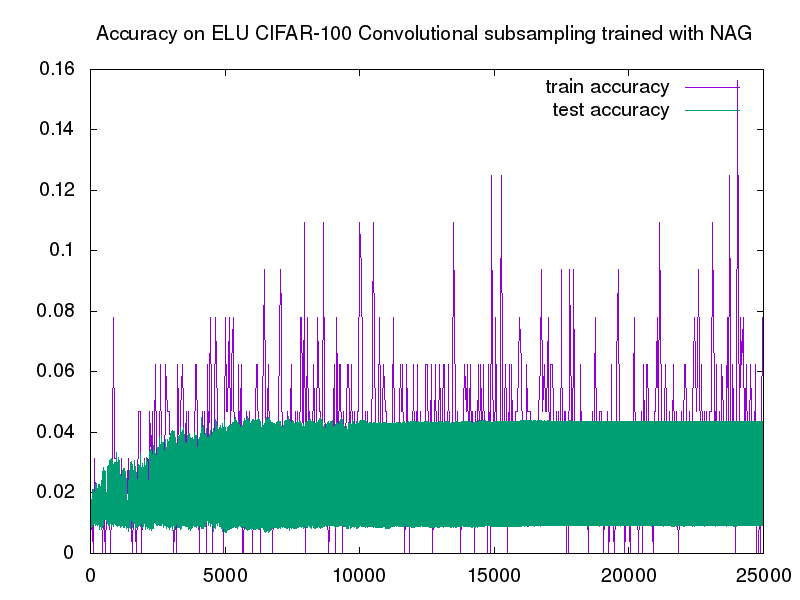 Accuracy on ELU CIFAR-100 Convolutional subsampling trained with NAG
train accuracy
test accuracy
0.16
0.14
0.12
0.1
0.08
0.06
0.04
0.02
0
0 5000 10000 15000 20000 25000